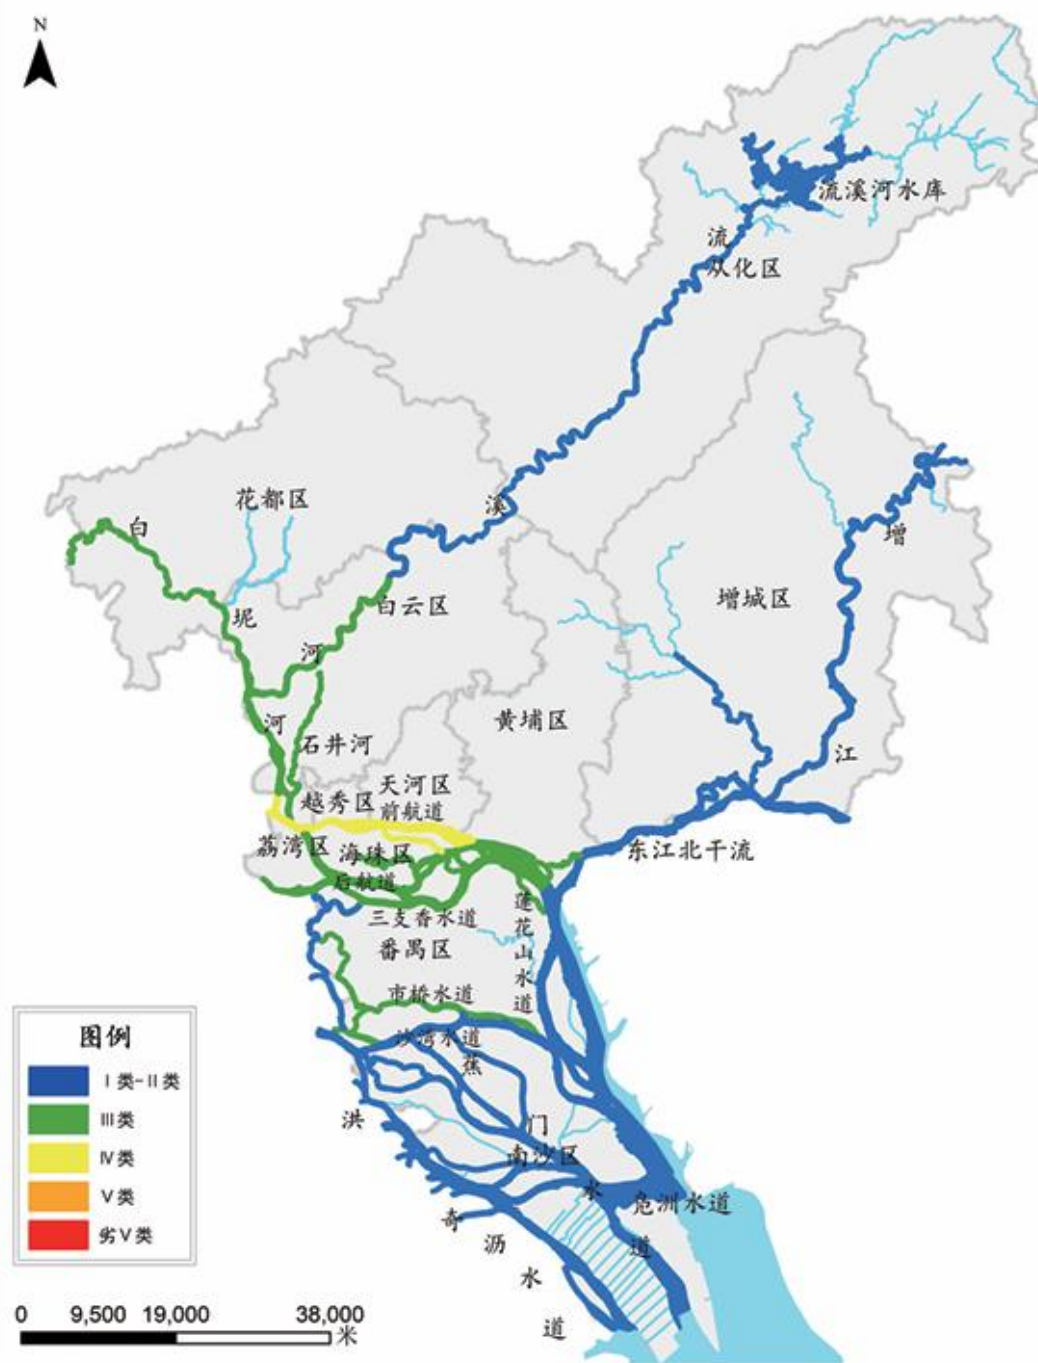 N
流溪河水库
流
从化区
花都区
溪
白
增
坭
白云区
增城区
河
黄埔区
河
石井河
江
天河区
越秀区
前航道
荔湾区
海珠区
东江北干流
后航道
莲花山水道
三支香水道
番禺区
市桥水道
沙湾水道
蕉
洪
门
南沙区
水
凫洲水道
奇
道
沥
水
道
图例
I类-II类
III类
IV类
V类
劣V类
0 9,500 19,000 38,000
米